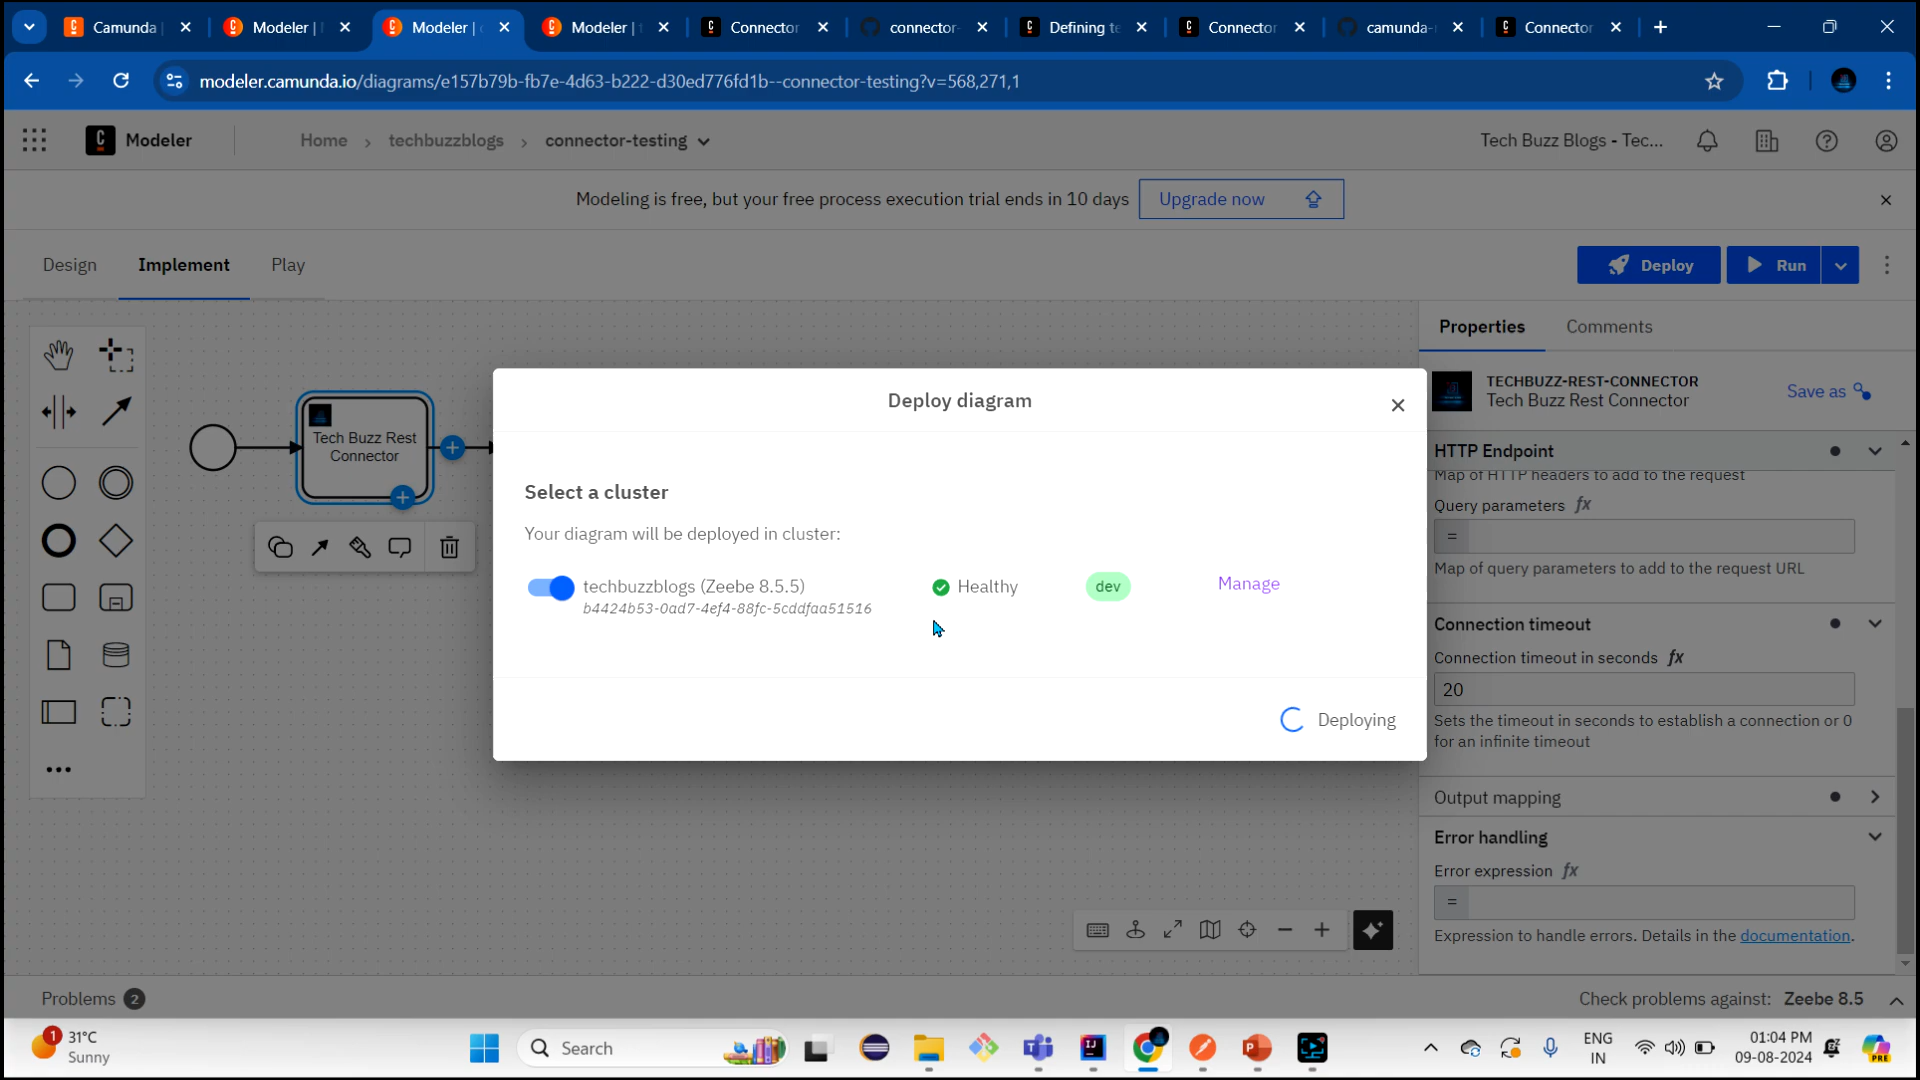 Camunda
Modeler |
Modeler |
Modeler |
Connector
connector-
Defining te
Connector
camunda-
Connector
modeler.camunda.io/diagrams/e157b79b-fb7e-4d63-b222-d30ed776fd1b--connector-testing?v=568,271,1
Modeler
Home > techbuzzblogs > connector-testing
Tech Buzz Blogs - Tec...
Modeling is free, but your free process execution trial ends in 10 days
Upgrade now
Design
Implement
Play
Deploy
Run
Properties
Comments
TECHBUZZ-REST-CONNECTOR
Tech Buzz Rest Connector
Save as
Tech Buzz Rest
Connector
Deploy diagram
Select a cluster
Your diagram will be deployed in cluster:
techbuzzblogs (Zeebe 8.5.5)
b4424b53-0ad7-4ef4-88fc-5cddfaa51516
Healthy
dev
Manage
Deploying
HTTP Endpoint
Map of HTTP headers to add to the request
Query parameters fx
=
Map of query parameters to add to the request URL
Connection timeout
Connection timeout in seconds fx
20
Sets the timeout in seconds to establish a connection or 0
for an infinite timeout
Output mapping
Error handling
Error expression fx
=
Expression to handle errors. Details in the documentation.
Problems 2
Check problems against: Zeebe 8.5
1
31°C
Sunny
Search
ENG
IN
01:04 PM
09-08-2024
PRE